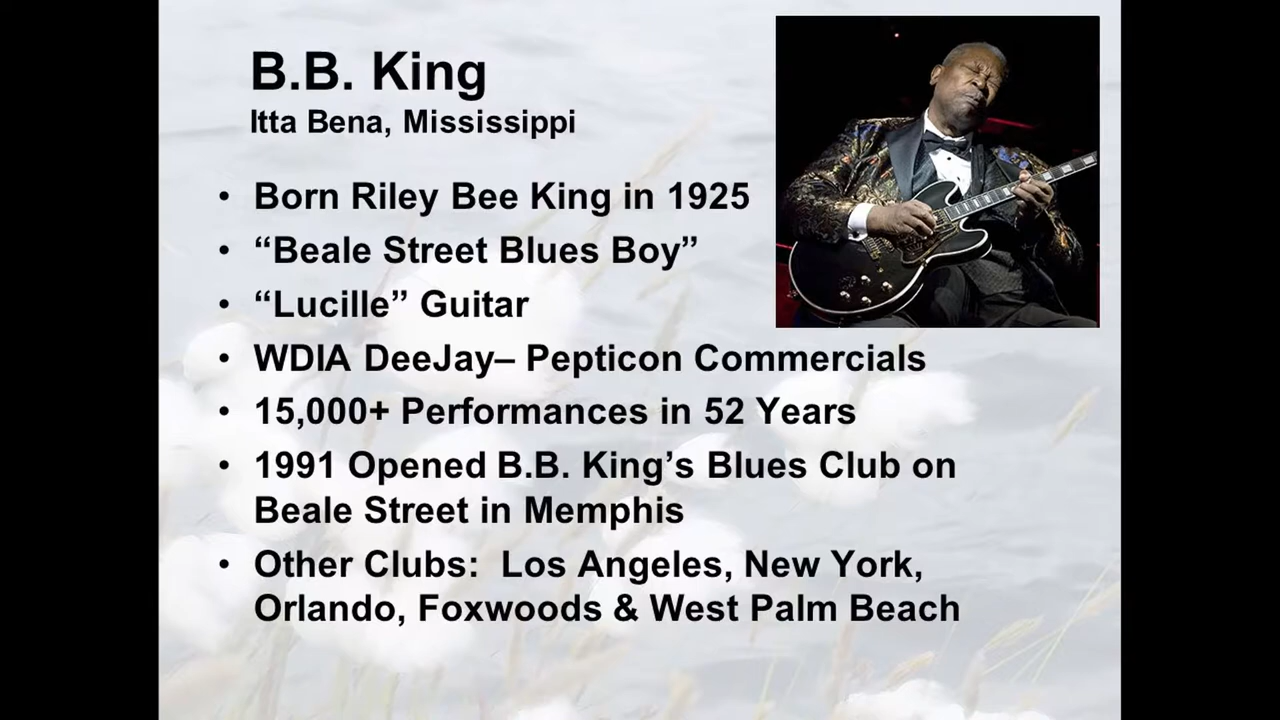 B.B. King
Itta Bena, Mississippi
• Born Riley Bee King in 1925
• “Beale Street Blues Boy”
• “Lucille” Guitar
• WDIA DeeJay– Pepticon Commercials
• 15,000+ Performances in 52 Years
• 1991 Opened B.B. King’s Blues Club on
Beale Street in Memphis
• Other Clubs:  Los Angeles, New York,
Orlando, Foxwoods & West Palm Beach